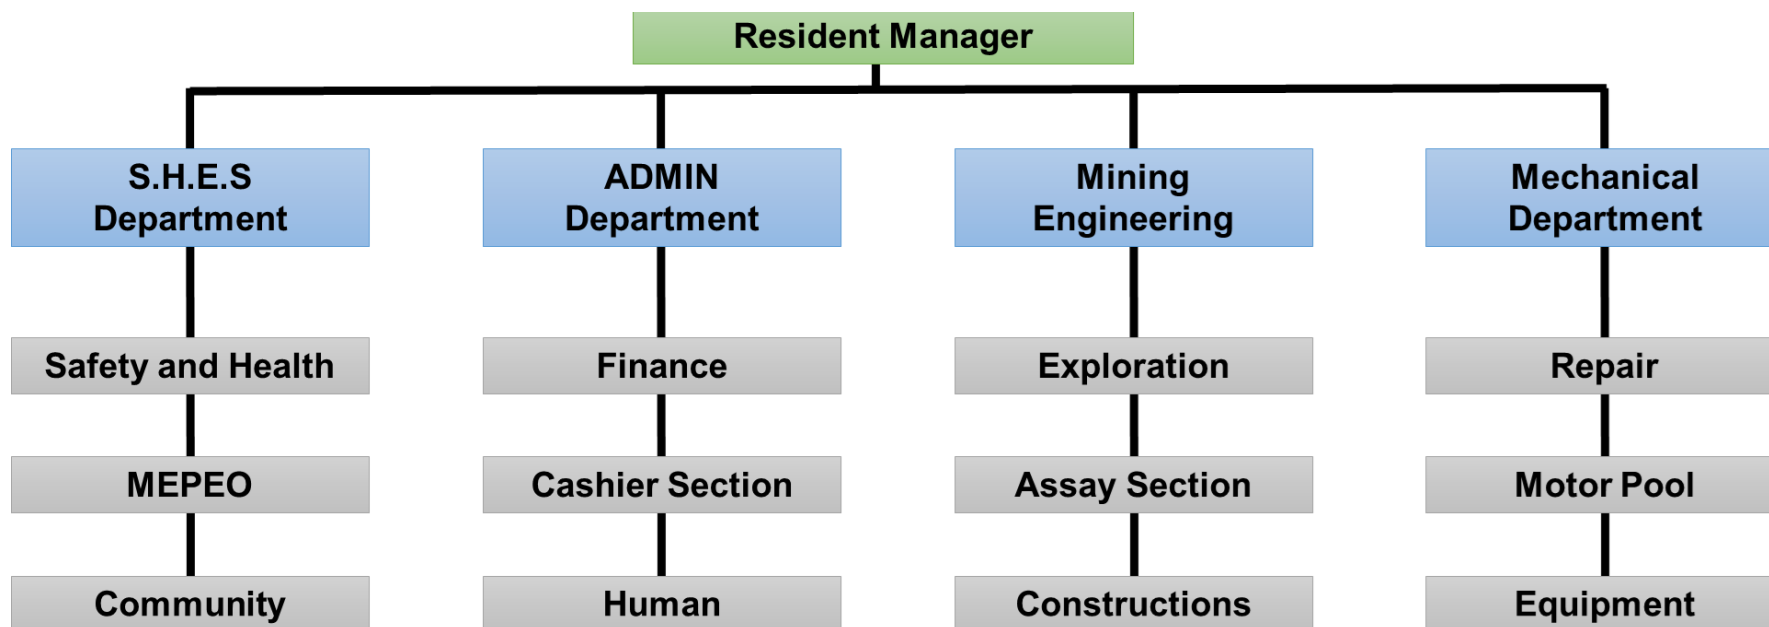 Resident Manager
S.H.E.S
Department
ADMIN
Department
Mining
Engineering
Mechanical
Department
Safety and Health
Finance
Exploration
Repair
MEPEO
Cashier Section
Assay Section
Motor Pool
Community
Human
Constructions
Equipment